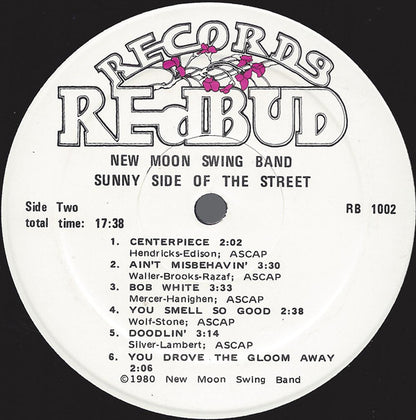 RECORDS
REdBUD
NEW MOON SWING BAND
SUNNY SIDE OF THE STREET
Side Two
total time: 17:38
RB 1002
1. CENTERPIECE 2:02
Hendricks-Edison; ASCAP
2. AIN'T MISBEHAVIN' 3:30
Waller-Brooks-Razaf; ASCAP
3. BOB WHITE 3:33
Mercer-Hanighen; ASCAP
4. YOU SMELL SO GOOD 2:38
Wolf-Stone; ASCAP
5. DOODLIN' 3:14
Silver-Lambert; ASCAP
6. YOU DROVE THE GLOOM AWAY
2:06
©1980 New Moon Swing Band